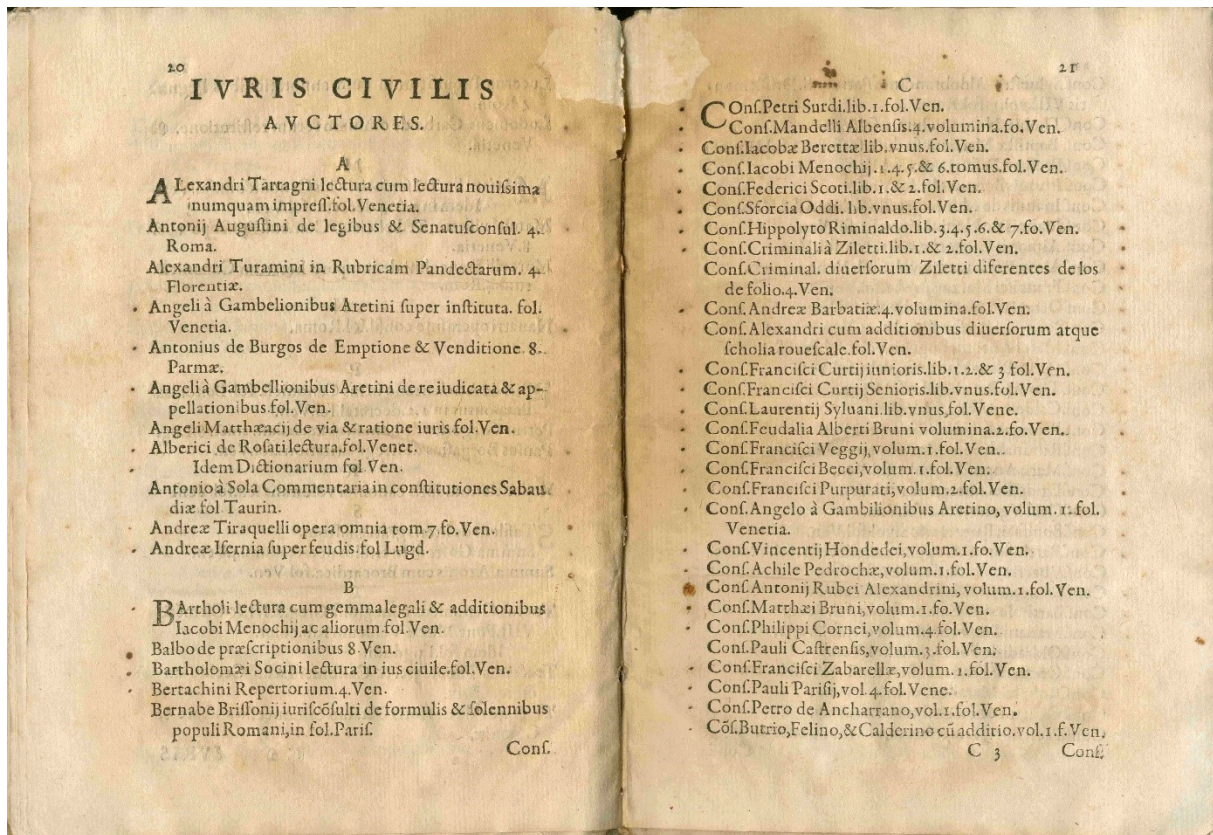 20
IVRIS CIVILIS
AVCTORES.
A
ALexandri Tartagni lectura cum lectura nouiſsima
numquam impreſſ.fol.Venetia.
Antonij Auguſtini de legibus & Senatuſconſul. 4.
Roma.
Alexandri Turamini in Rubricam Pandectarum. 4.
Florentiæ.
Angeli à Gambelionibus Aretini ſuper inſtituta. fol.
Venetia.
Antonius de Burgos de Emptione & Venditione 8.
Parmæ.
Angeli à Gambellionibus Aretini de re iudicata & ap-
pellationibus.fol.Ven.
Angeli Matthæacij de via & ratione iuris.fol.Ven.
Alberici de Roſati lectura.fol.Venet.
Idem Dictionarium fol.Ven.
Antonio à Sola Commentaria in conſtitutiones Sabau
diæ fol Taurin.
Andreæ Tiraquelli opera omnia tom.7.fo.Ven.
Andreæ Iſernia ſuper feudis.fol Lugd.
B
BArtholi lectura cum gemma legali & additionibus
Iacobi Menochij ac aliorum.fol.Ven.
Balbo de præſcriptionibus 8.Ven.
Bartholomæi Socini lectura in ius ciuile.fol.Ven.
Bertachini Repertorium.4.Ven.
Bernabe Briſſonij iuriſcõſulti de formulis & ſolennibus
populi Romani,in fol.Pariſ.
Conſ.
21
C
COnſ.Petri Surdi.lib.1.fol.Ven.
Conſ.Mandelli Albenſis.4.volumina.fo.Ven.
Conſ.Iacobæ Berettæ lib.vnus.fol.Ven.
Conſ.Iacobi Menochij.1.4.5.& 6.tomus.fol.Ven.
Conſ.Federici Scoti.lib.1.& 2.fol.Ven.
Conſ.Sforcia Oddi. lib.vnus.fol.Ven.
Conſ.Hippolyto Riminaldo.lib.3.4.5.6.& 7.fo.Ven.
Conſ.Criminali à Ziletti.lib.1.& 2.fol.Ven.
Conſ.Criminal. diuerſorum Ziletti diferentes de los
de folio.4.Ven.
Conſ.Andreæ Barbatiæ.4.volumina.fol.Ven.
Conſ.Alexandri cum additionibus diuerſorum atque
ſcholia roueſcale.fol.Ven.
Conſ.Franciſci Curtij iunioris.lib.1.2.& 3 fol.Ven.
Conſ.Franciſci Curtij Senioris.lib.vnus.fol.Ven.
Conſ.Laurentij Syluani.lib.vnus,fol.Vene.
Conſ.Feudalia Alberti Bruni volumina.2.fo.Ven.
Conſ.Franciſci Veggij,volum.1.fol.Ven.
Conſ.Franciſci Becci,volum.1.fol.Ven.
Conſ.Franciſci Purpurati,volum.2.fol.Ven.
Conſ.Angelo à Gambilionibus Aretino, volum. 1. fol.
Venetia.
Conſ.Vincentij Hondedei,volum.1.fo.Ven.
Conſ.Achile Pedrochæ,volum.1.fol.Ven.
Conſ.Antonij Rubei Alexandrini, volum.1.fol.Ven.
Conſ.Matthæi Bruni,volum.1.fo.Ven.
Conſ.Philippi Cornei,volum.4.fol.Ven.
Conſ.Pauli Caſtrenſis,volum.3.fol.Ven.
Conſ.Franciſci Zabarellæ,volum.1.fol.Ven.
Conſ.Pauli Pariſij,vol.4.fol.Vene.
Conſ.Petro de Ancharrano,vol.1.fol.Ven.
Cõſ.Butrio,Felino,& Calderino cũ additio.vol.1.f.Ven.
C 3
Conſ.